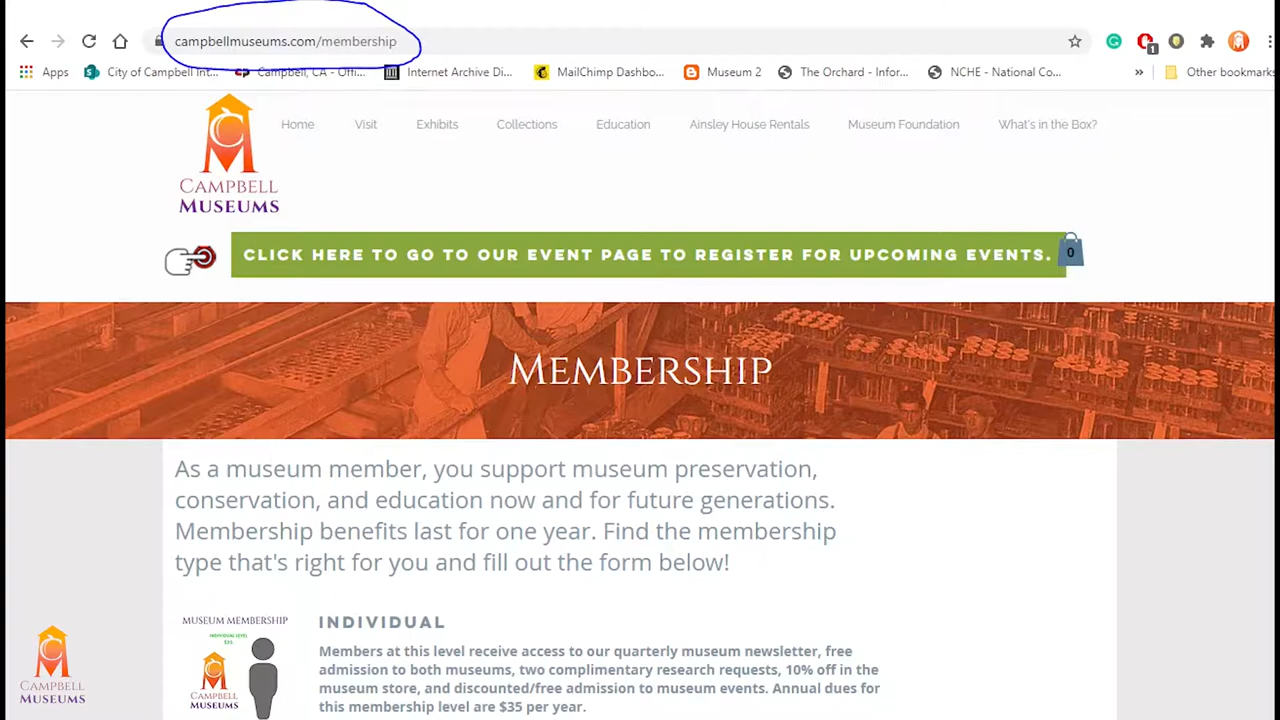 campbellmuseums.com/membership
1
Apps City of Campbell Int... Campbell, CA - Offi... Internet Archive Di... MailChimp Dashbo... Museum 2 The Orchard - Infor... NCHE - National Co... » Other bookmarks
Home Visit Exhibits Collections Education Ainsley House Rentals Museum Foundation What's in the Box?
CAMPBELL
MUSEUMS
CLICK HERE TO GO TO OUR EVENT PAGE TO REGISTER FOR UPCOMING EVENTS. 0
MEMBERSHIP
As a museum member, you support museum preservation,
conservation, and education now and for future generations.
Membership benefits last for one year. Find the membership
type that's right for you and fill out the form below!
MUSEUM MEMBERSHIP
INDIVIDUAL LEVEL
$35
CAMPBELL
MUSEUMS
INDIVIDUAL
Members at this level receive access to our quarterly museum newsletter, free
admission to both museums, two complimentary research requests, 10% off in the
museum store, and discounted/free admission to museum events. Annual dues for
this membership level are $35 per year.
CAMPBELL
MUSEUMS